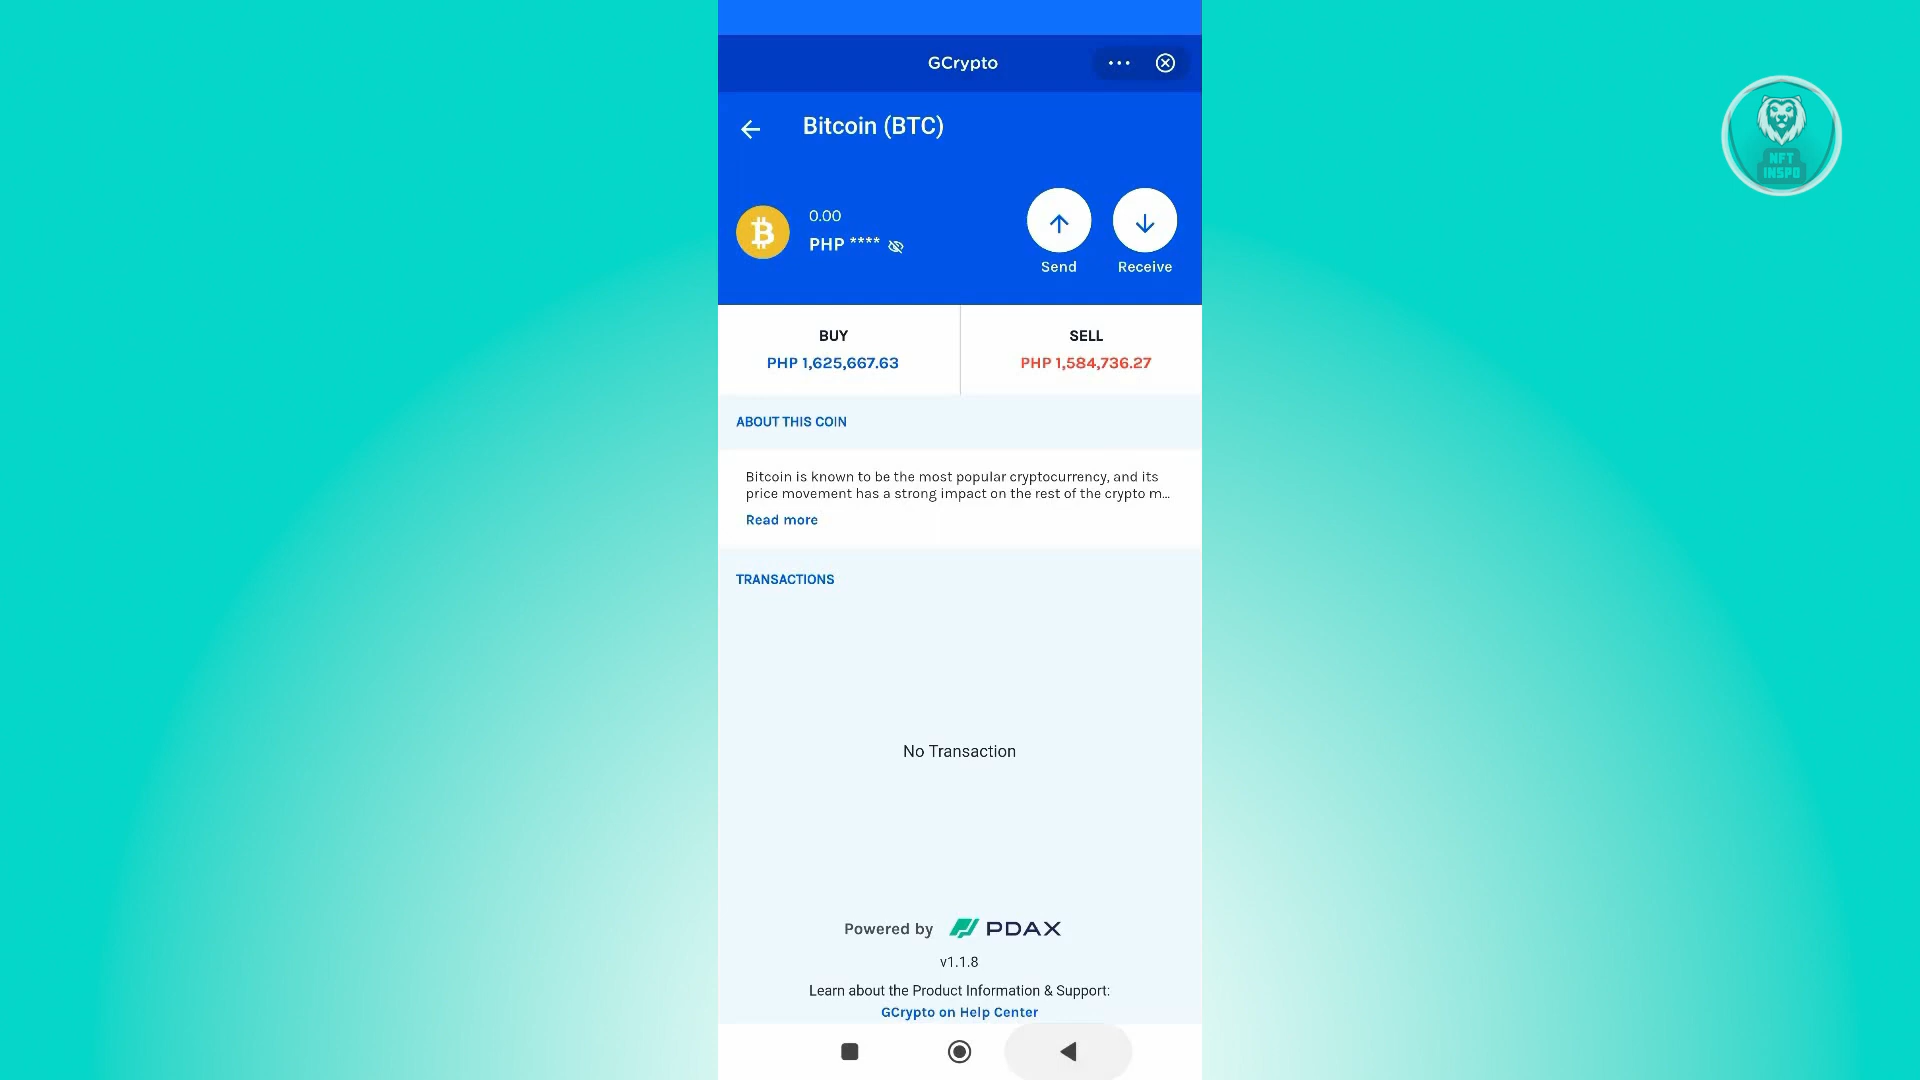 GCrypto
Bitcoin (BTC)
NFT
INSPO
0.00
PHP ****
Send
Receive
BUY
SELL
PHP 1,625,667.63
PHP 1,584,736.27
ABOUT THIS COIN
Bitcoin is known to be the most popular cryptocurrency, and its
price movement has a strong impact on the rest of the crypto m...
Read more
TRANSACTIONS
No Transaction
Powered by PDAX
v1.1.8
Learn about the Product Information & Support:
GCrypto on Help Center